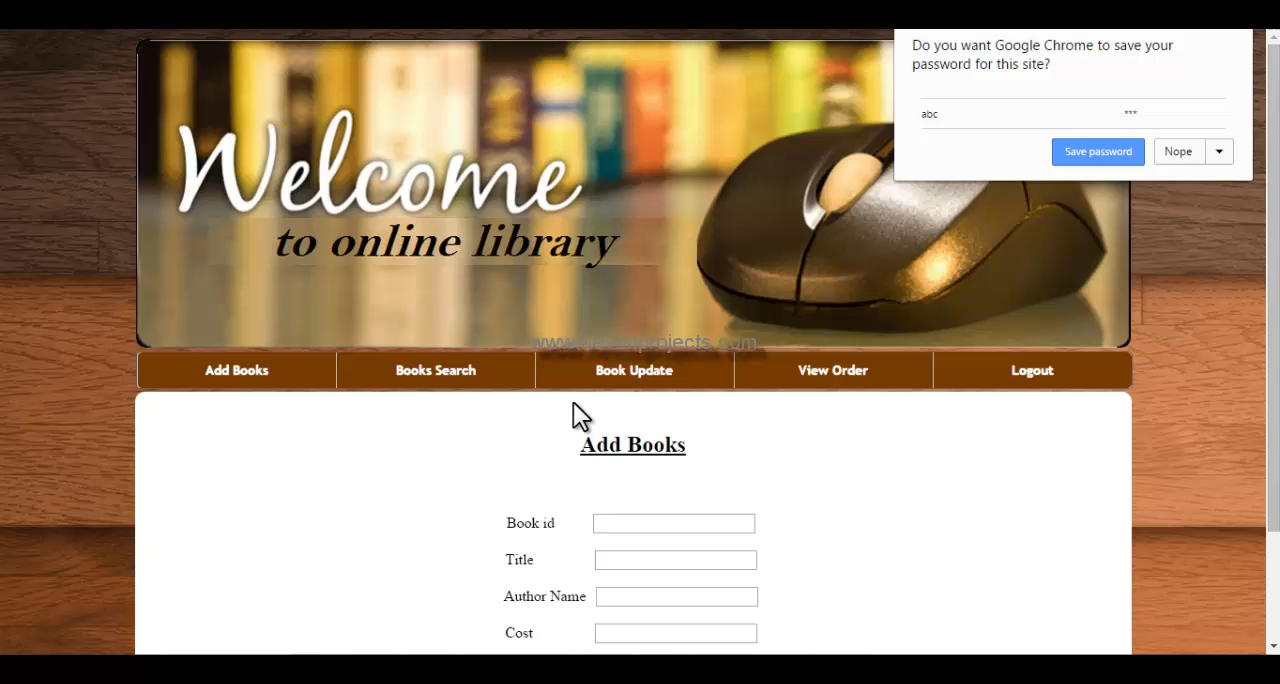 Do you want Google Chrome to save your
password for this site?
abc ***
Save password Nope
Welcome
to online library
Add Books Books Search Book Update View Order Logout
Add Books
Book id
Title
Author Name
Cost